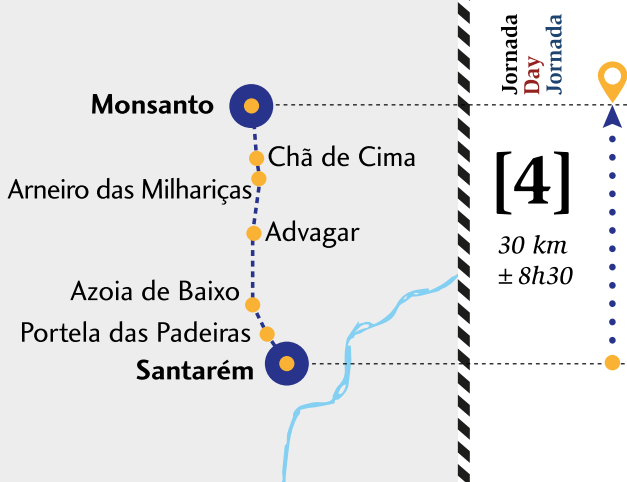 Monsanto
Chã de Cima
Arneiro das Milhariças
Advagar
Azoia de Baixo
Portela das Padeiras
Santarém
Jornada
Day
Jornada
[4]
30 km
± 8h30